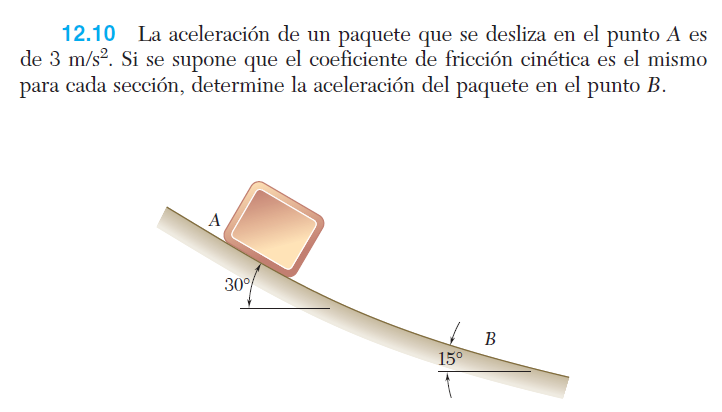 12.10 La aceleración de un paquete que se desliza en el punto A es
de 3 m/s². Si se supone que el coeficiente de fricción cinética es el mismo
para cada sección, determine la aceleración del paquete en el punto B.
A
30°
B
15°